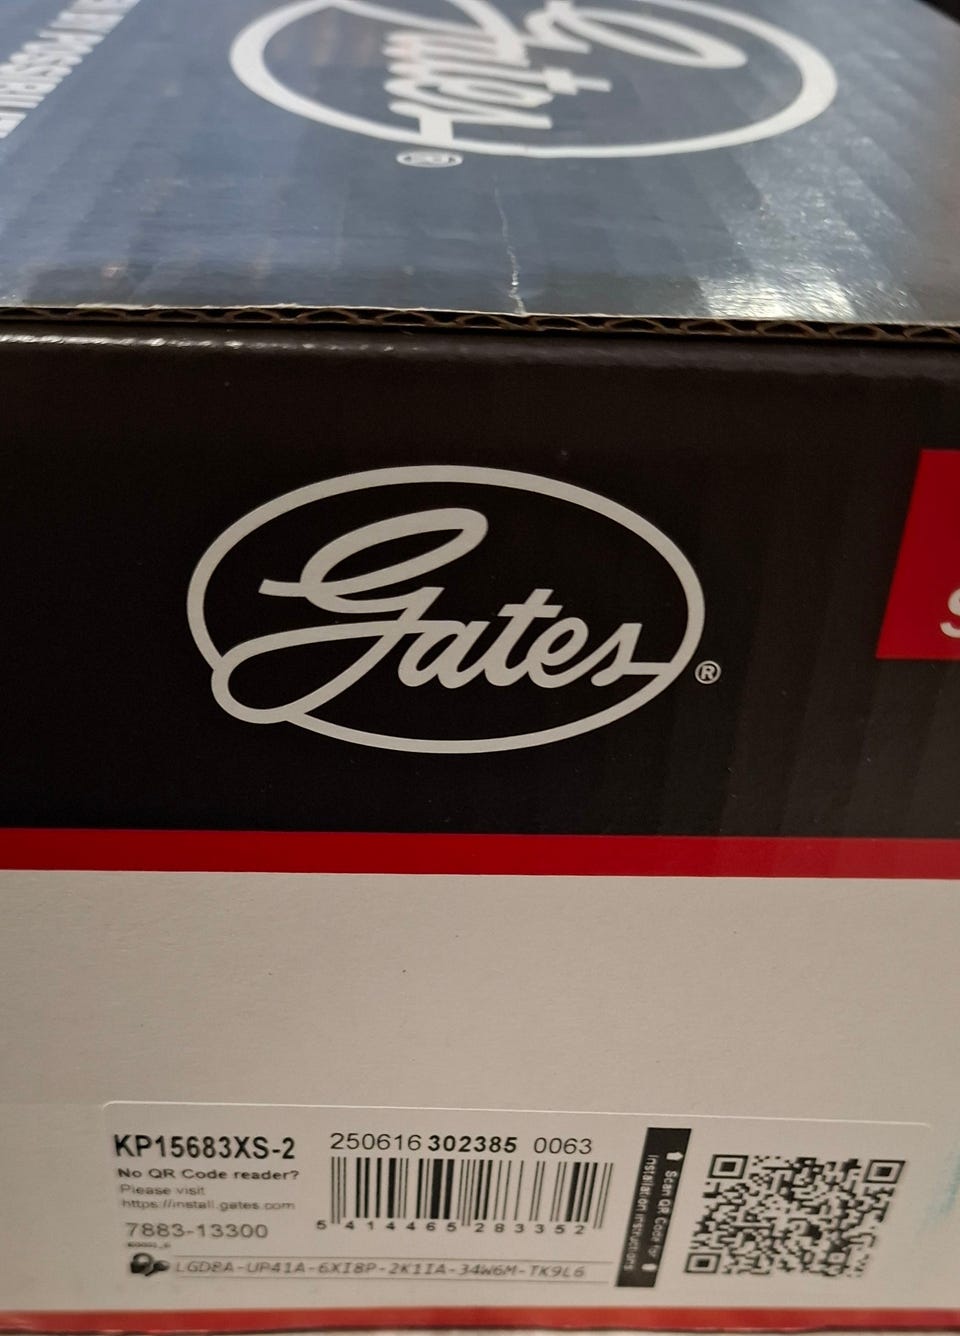 Gates®
Gates®
S
KP15683XS-2
250616 302385 0063
No QR Code reader?
Please visit
https://install.gates.com
7883-13300
5 414465 283352
Scan QR Color for
Installation instructions
LGD8A-UP41A-6XI8P-2K1IA-34W6M-TK9L6